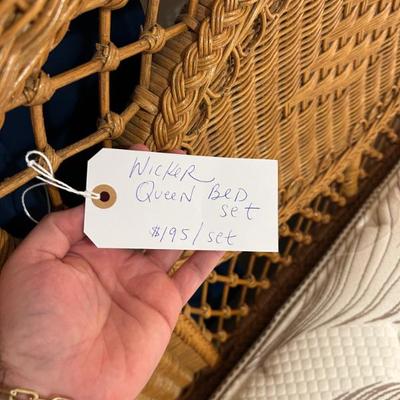 Wicker
Queen Bed
set
$195/set